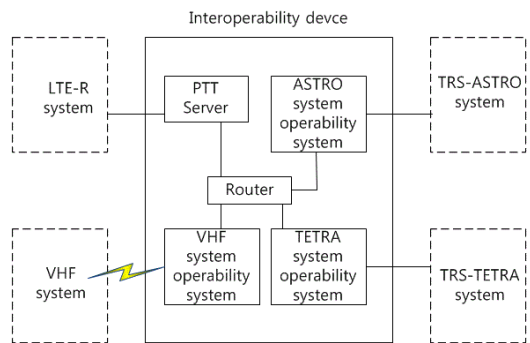 Interoperability devce
LTE-R
system
PTT
Server
ASTRO
system
operability
system
TRS-ASTRO
system
Router
VHF
system
VHF
system
operability
system
TETRA
system
operability
system
TRS-TETRA
system